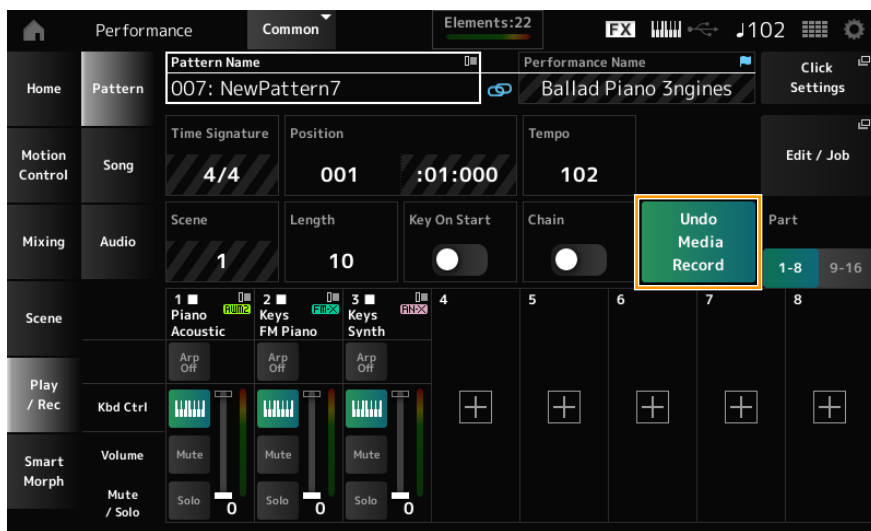 Performance
Common
Elements:22
FX
♩102
Home
Motion
Control
Mixing
Scene
Play
/ Rec
Smart
Morph
Pattern
Song
Audio
Pattern Name
007: NewPattern7
Performance Name
Ballad Piano 3ngines
Click
Settings
Time Signature
4/4
Position
001 :01:000
Tempo
102
Edit / Job
Scene
1
Length
10
Key On Start
Chain
Undo
Media
Record
Part
1-8 9-16
1
Piano AWM2
Acoustic
2
Keys FM-X
FM Piano
3
Keys AN-X
Synth
4
5
6
7
8
Arp
Off
Arp
Off
Arp
Off
Kbd Ctrl
Volume
Mute
Mute
Mute
Mute
/ Solo
Solo 0
Solo 0
Solo 0